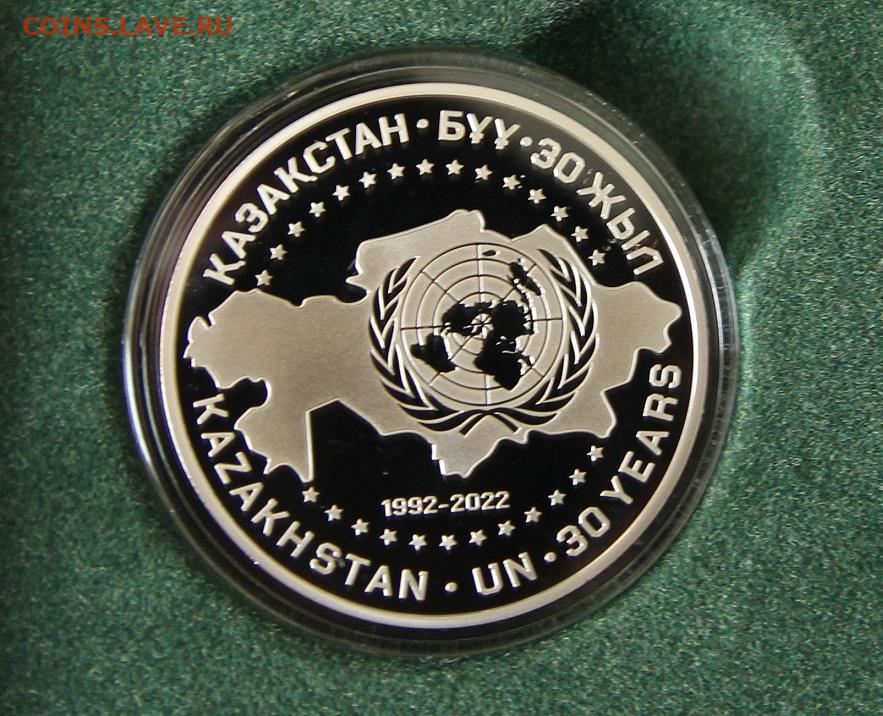 COINS.LAVE.RU
ҚАЗАҚСТАН · БҰҰ · 30 ЖЫЛ
1992-2022
KAZAKHSTAN · UN · 30 YEARS